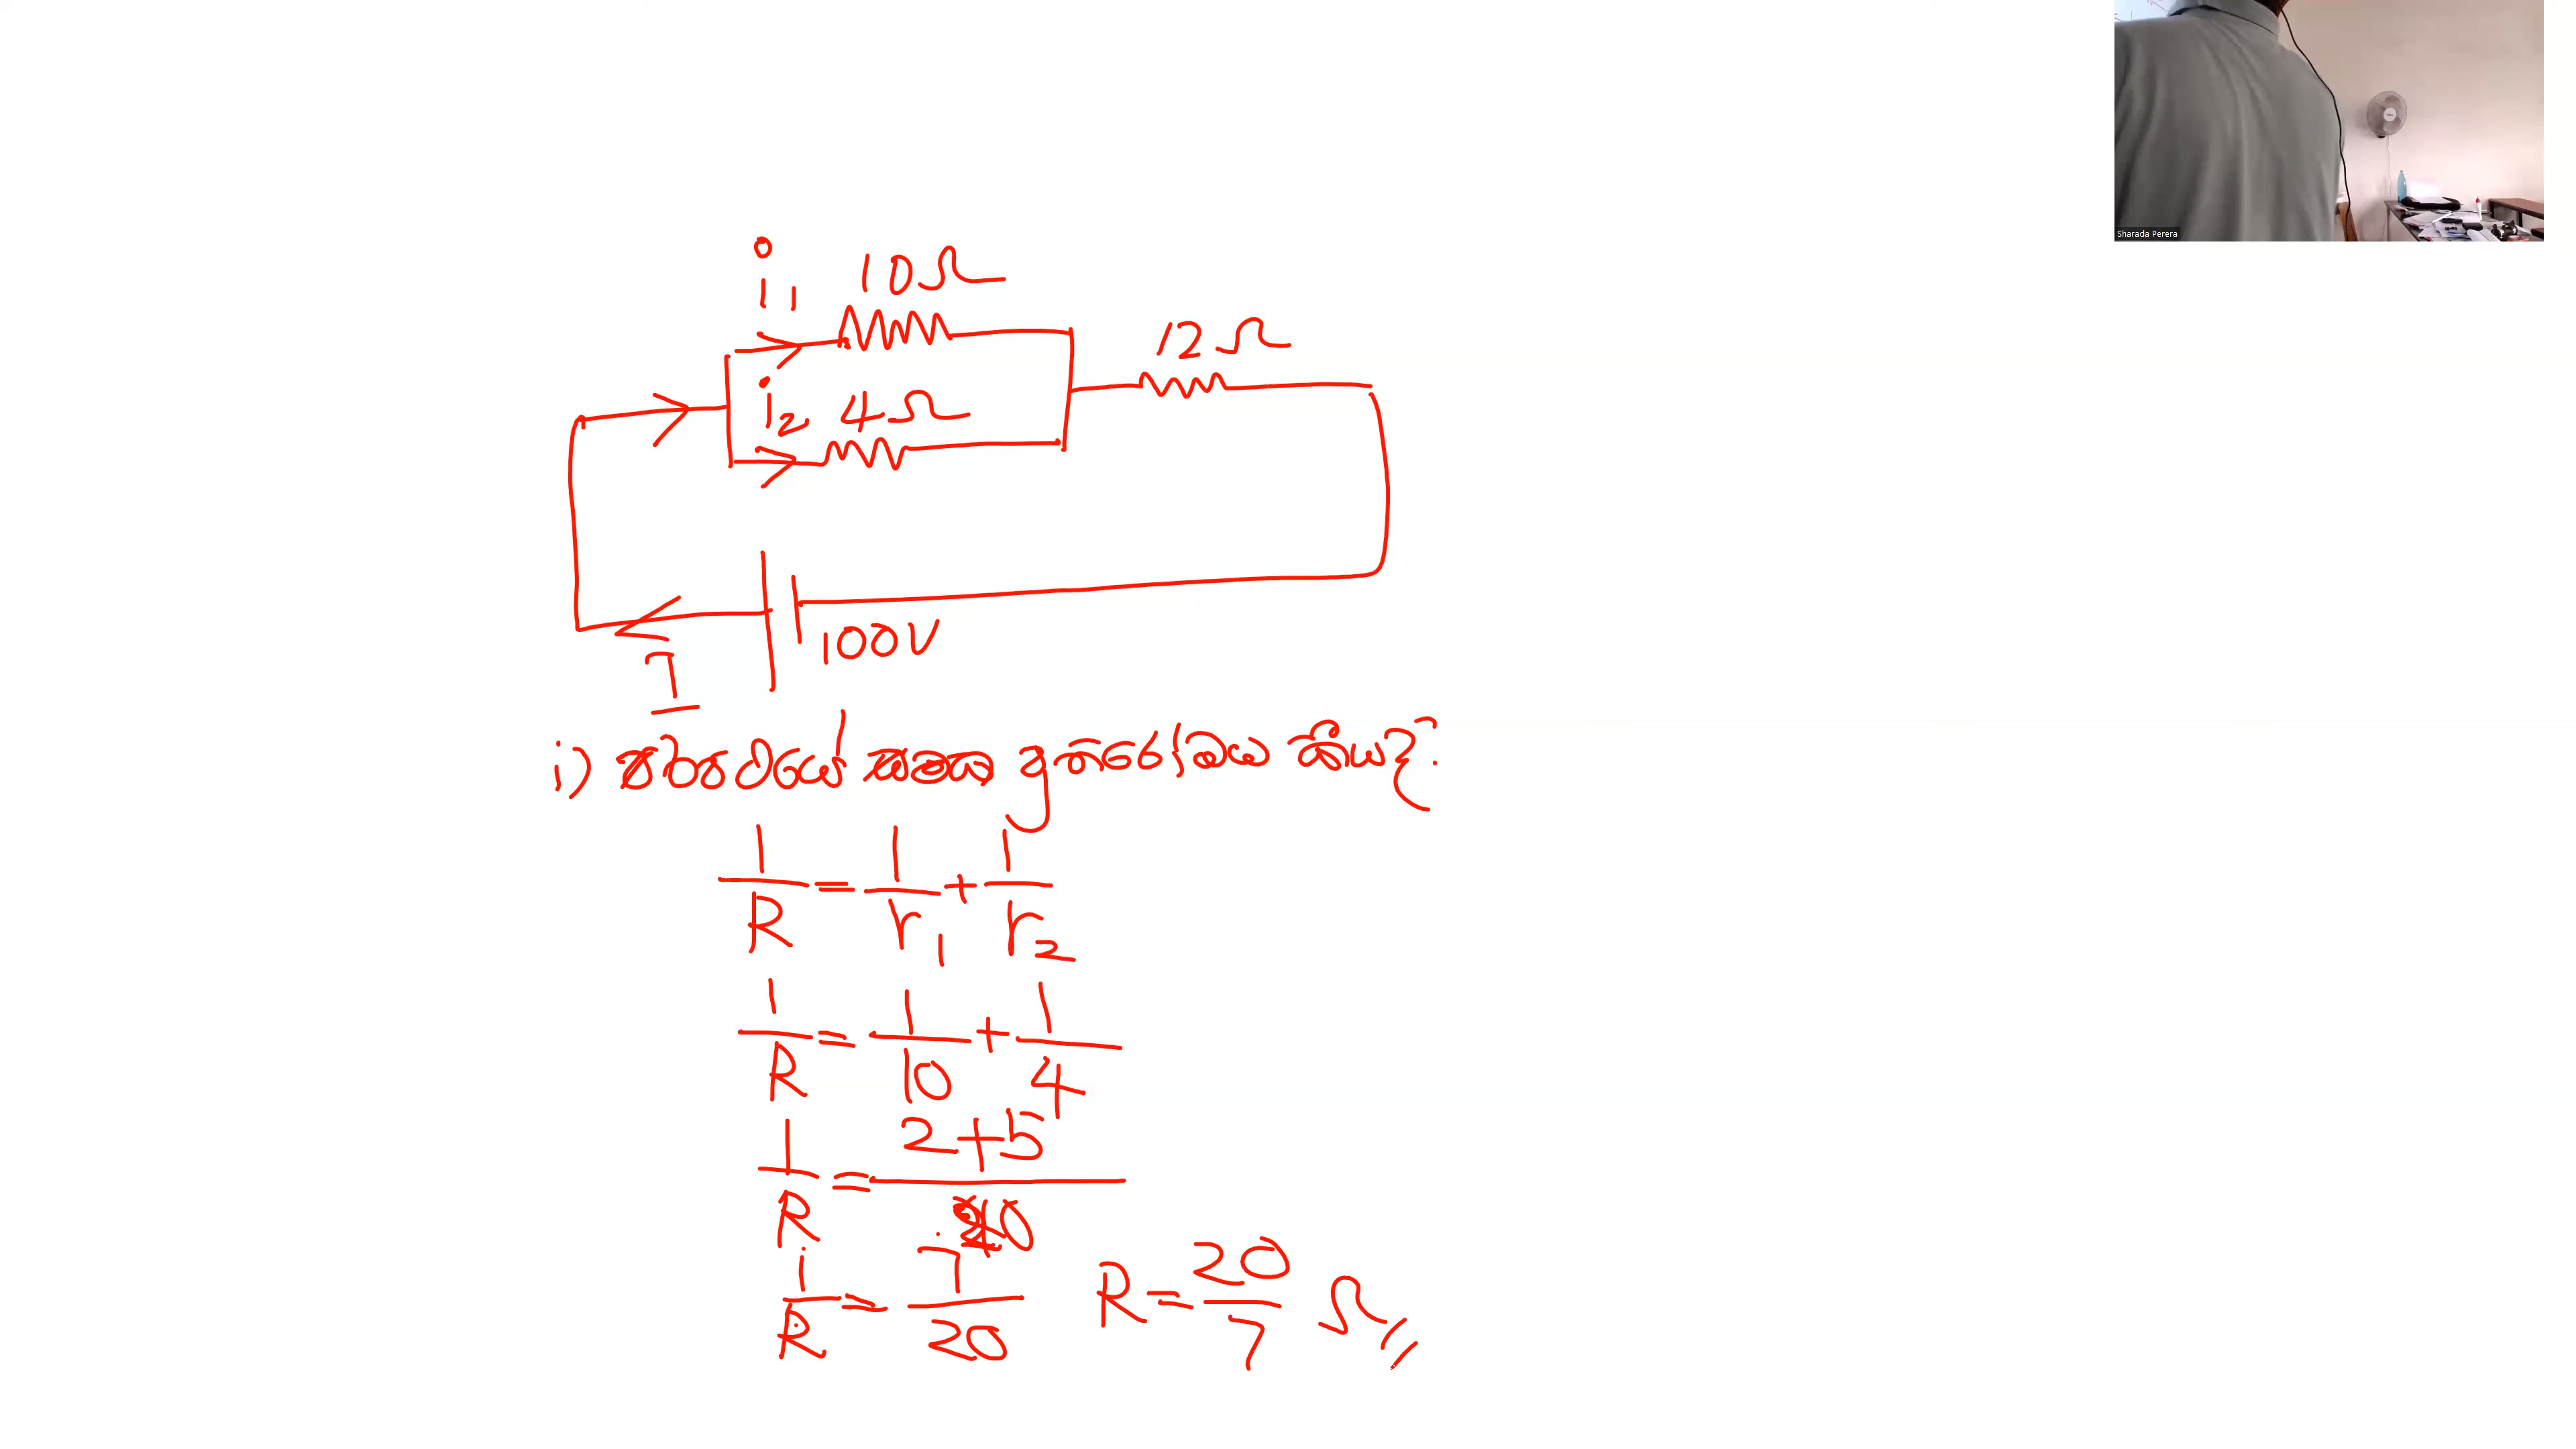 Sharada Perera
i₁ 10Ω
12Ω
i₂ 4Ω
100V
I
i) පරිපථයේ සමක ප්‍රතිරෝධය කීයද?
1/R = 1/r₁ + 1/r₂
1/R = 1/10 + 1/4
1/R = 2+5/20
1/R = 7/20 R = 20/7 Ω